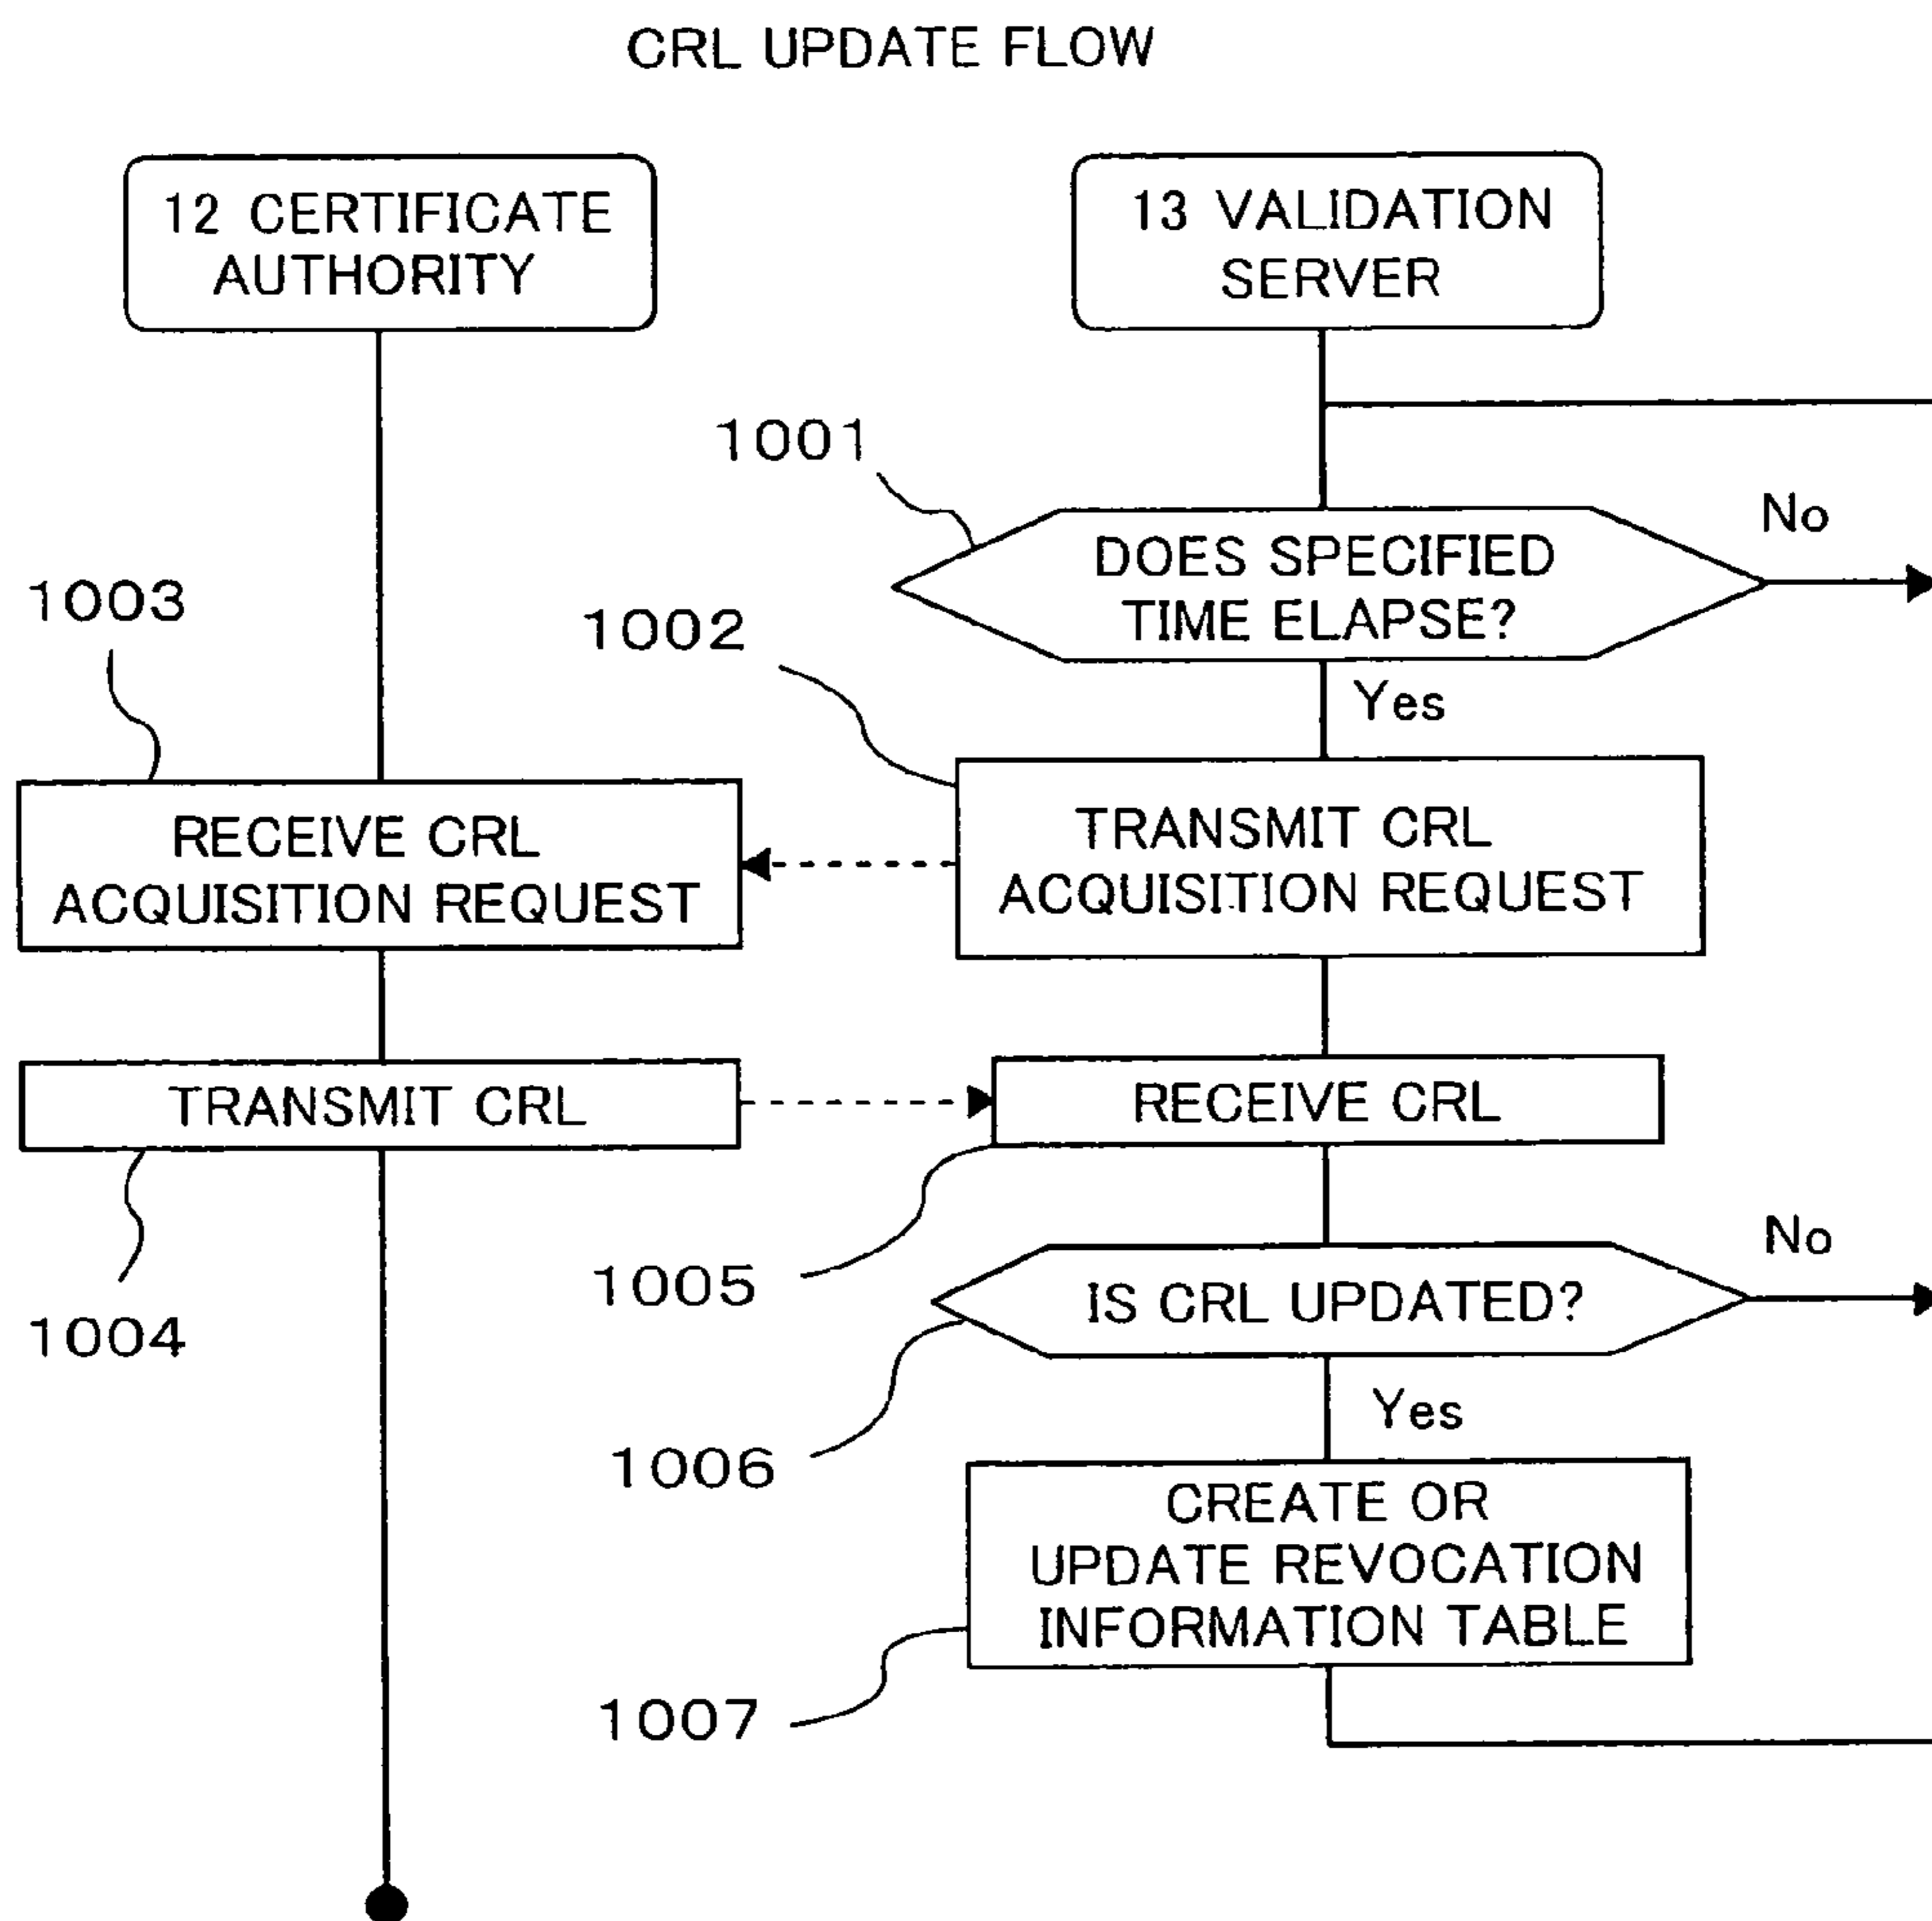 CRL UPDATE FLOW
12 CERTIFICATE
AUTHORITY
13 VALIDATION
SERVER
1001
DOES SPECIFIED
TIME ELAPSE?
No
Yes
1003
1002
RECEIVE CRL
ACQUISITION REQUEST
TRANSMIT CRL
ACQUISITION REQUEST
TRANSMIT CRL
RECEIVE CRL
1004
1005
IS CRL UPDATED?
No
Yes
1006
CREATE OR
UPDATE REVOCATION
INFORMATION TABLE
1007